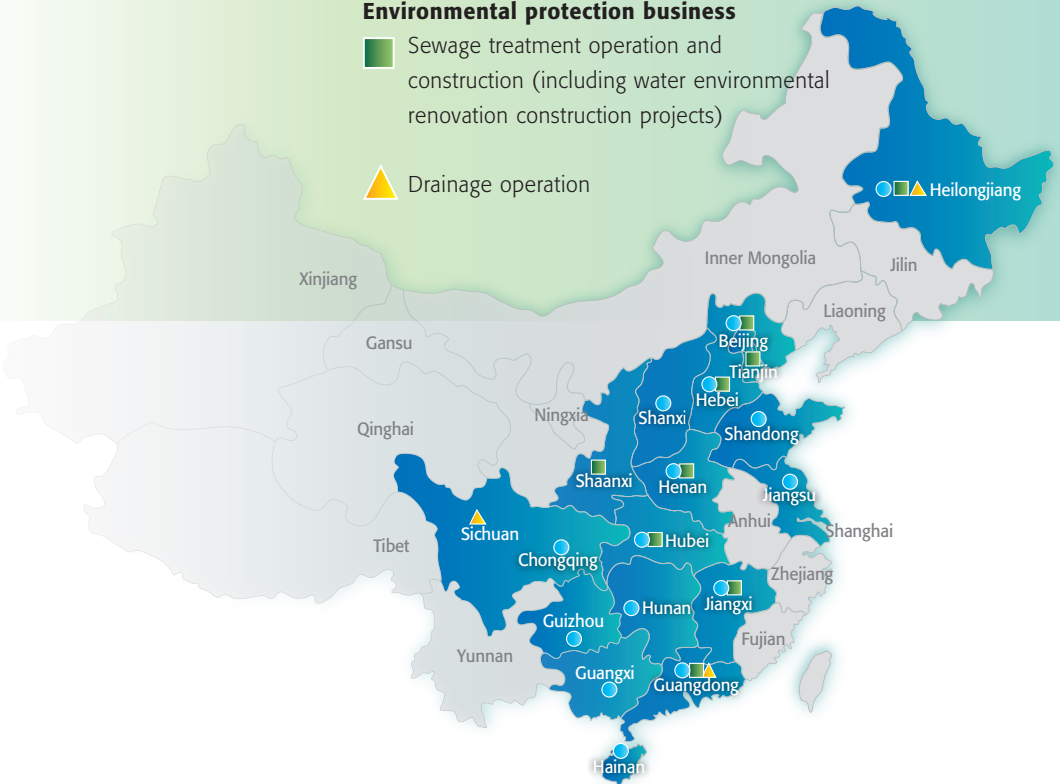 Environmental protection business
Sewage treatment operation and
construction (including water environmental
renovation construction projects)
Drainage operation
Heilongjiang
Inner Mongolia
Jilin
Xinjiang
Liaoning
Beijing
Gansu
Tianjin
Hebei
Ningxia
Shanxi
Qinghai
Shandong
Shaanxi
Henan
Jiangsu
Anhui
Shanghai
Sichuan
Hubei
Tibet
Chongqing
Zhejiang
Jiangxi
Hunan
Guizhou
Fujian
Yunnan
Guangxi
Guangdong
Hainan